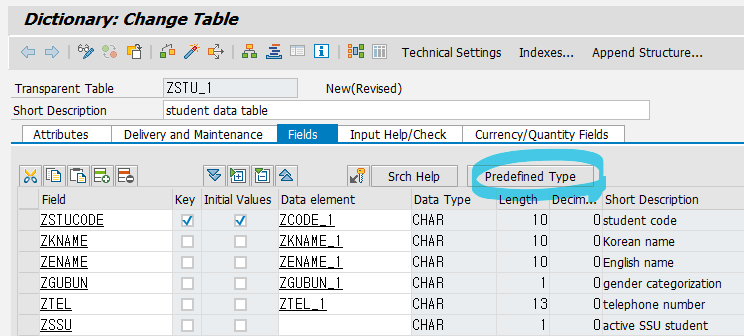 Dictionary: Change Table
Technical Settings Indexes... Append Structure...
Transparent Table ZSTU_1 New(Revised)
Short Description student data table
Attributes Delivery and Maintenance Fields Input Help/Check Currency/Quantity Fields
Srch Help Predefined Type
Field Key Initial Values Data element Data Type Length Decim... Short Description
ZSTUCODE ZCODE_1 CHAR 10 0 student code
ZKNAME ZKNAME_1 CHAR 10 0 Korean name
ZENAME ZENAME_1 CHAR 10 0 English name
ZGUBUN ZGUBUN_1 CHAR 1 0 gender categorization
ZTEL ZTEL_1 CHAR 13 0 telephone number
ZSSU CHAR 1 0 active SSU student